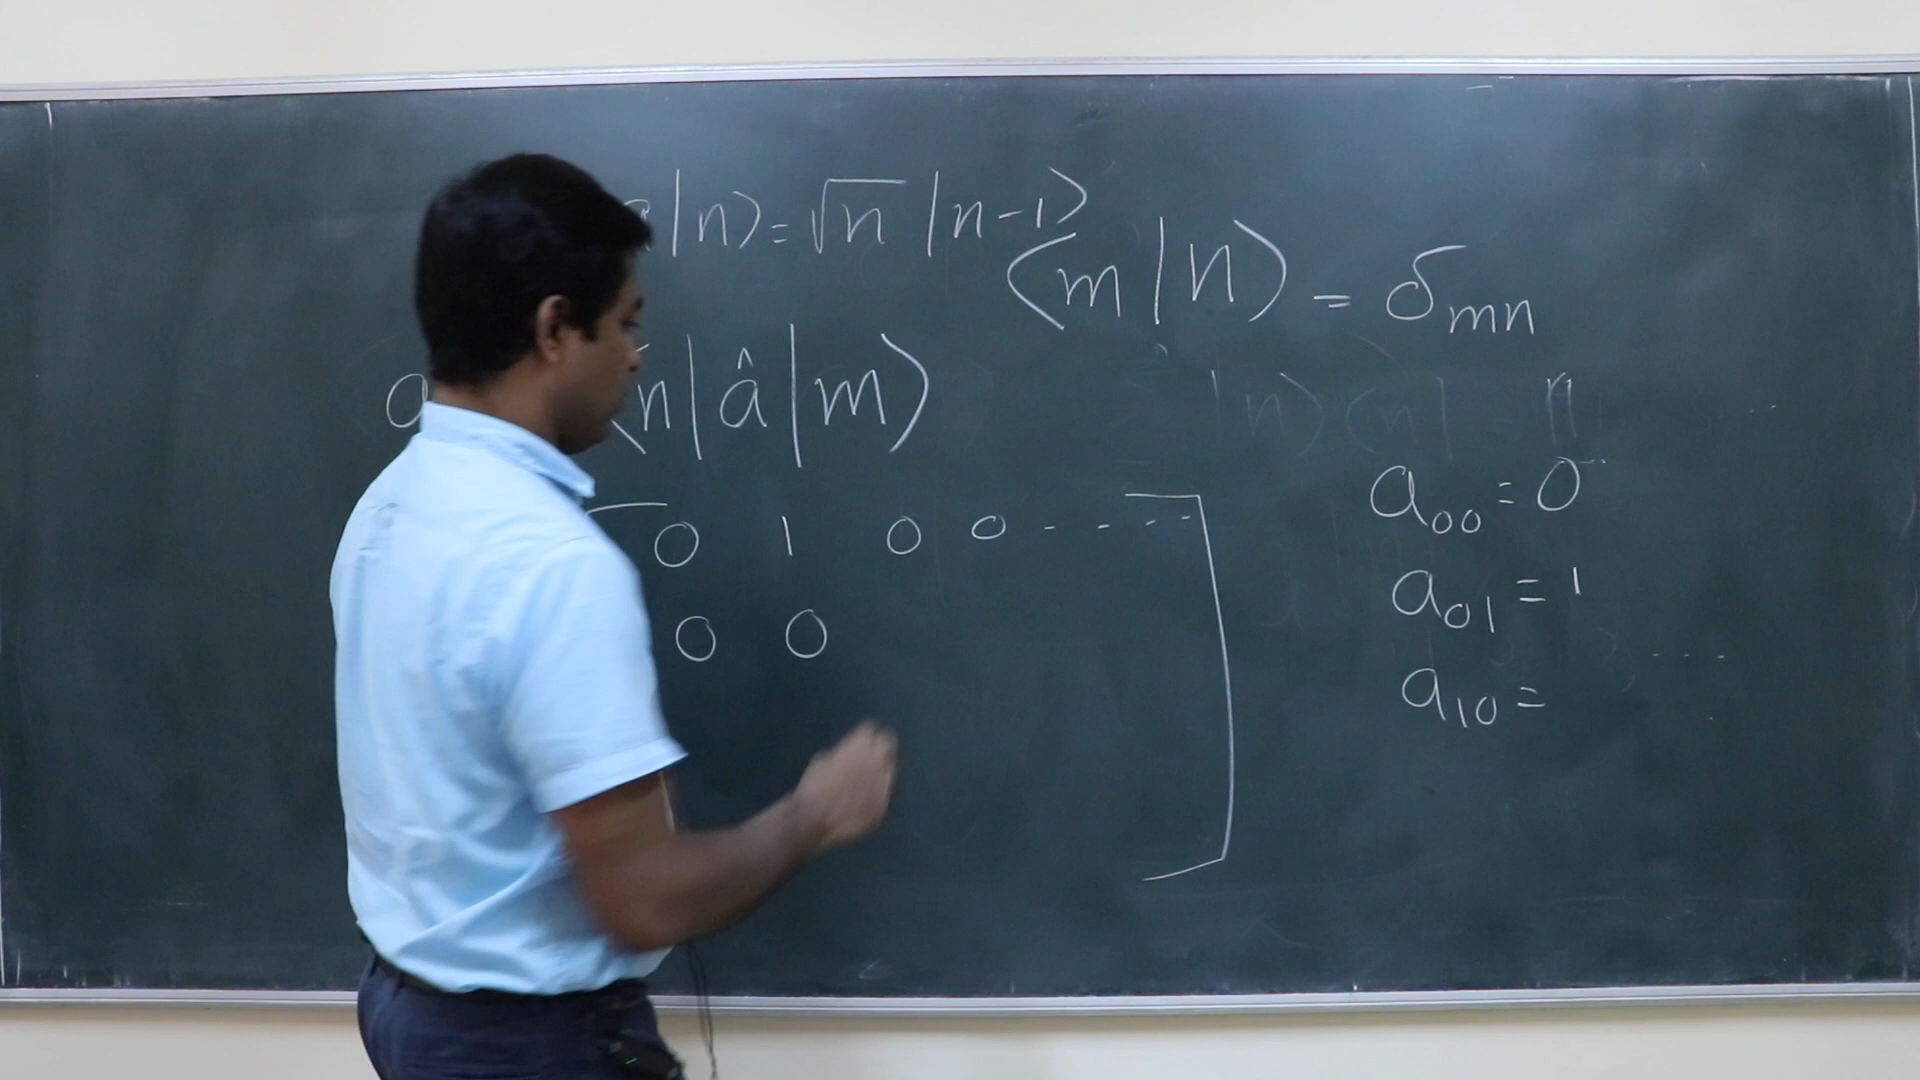 a|n⟩ = √n |n-1⟩
⟨m|n⟩ = δmn
a ⟨n|â|m⟩
|n⟩⟨n| = n
0 1 0 0 - - - -
0 0
a00 = 0
a01 = 1
a10 =